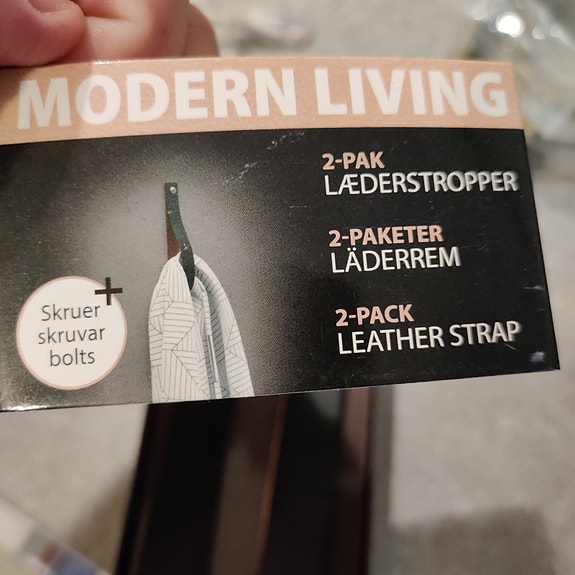 MODERN LIVING
2-PAK
LÆDERSTROPPER
2-PAKETER
LÄDERREM
2-PACK
LEATHER STRAP
+
Skruer
skruvar
bolts